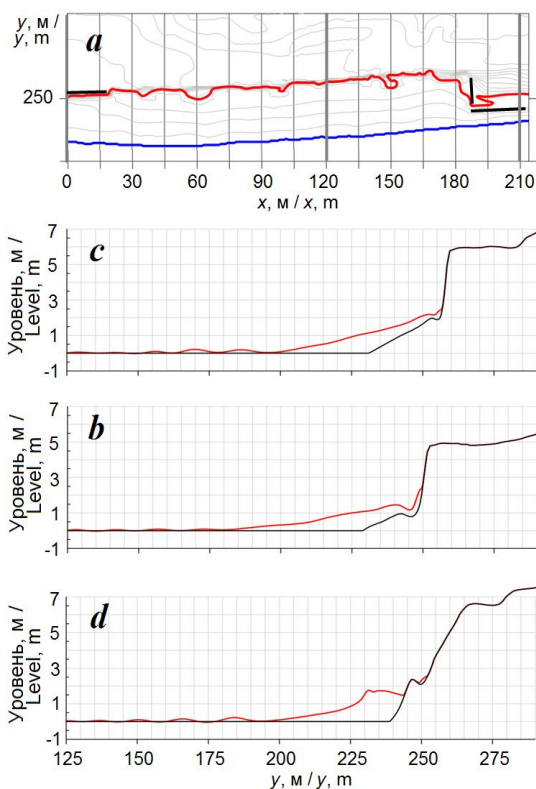 y, м /
y, m
a
250
0 30 60 90 120 150 180 210
x, м / x, m
c
Уровень, м /
Level, m
7
5
3
1
-1
b
Уровень, м /
Level, m
7
5
3
1
-1
d
Уровень, м /
Level, m
7
5
3
1
-1
125 150 175 200 225 250 275
y, м / y, m